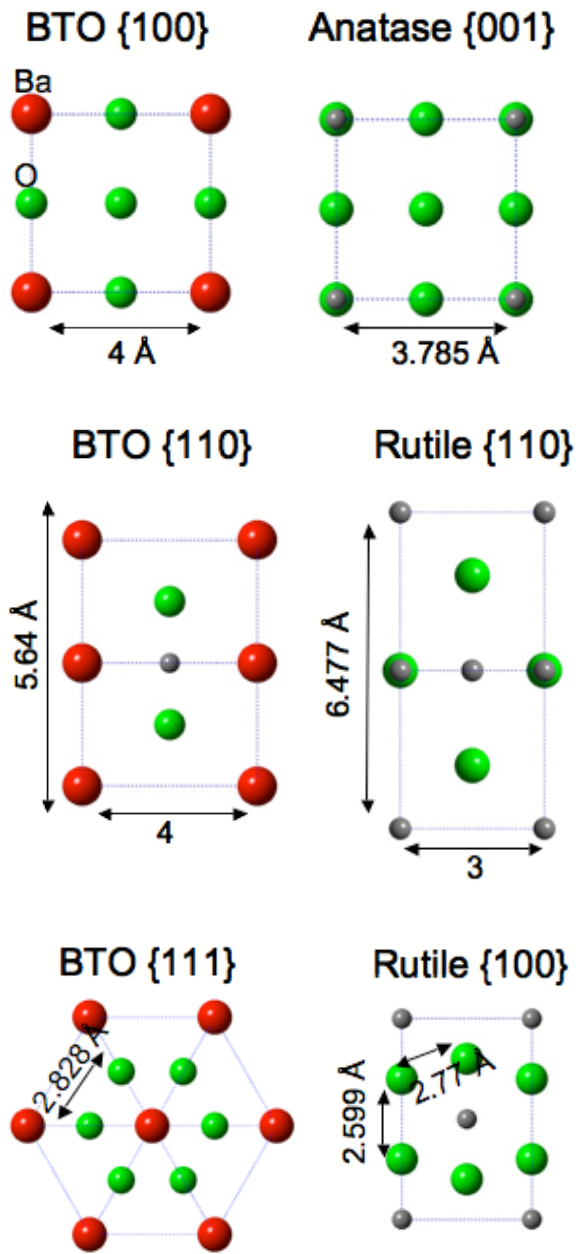 BTO {100}
Anatase {001}
Ba
O
4 Å
3.785 Å
BTO {110}
Rutile {110}
5.64 Å
6.477 Å
4
3
BTO {111}
Rutile {100}
2.828 Å
2.77 Å
2.599 Å